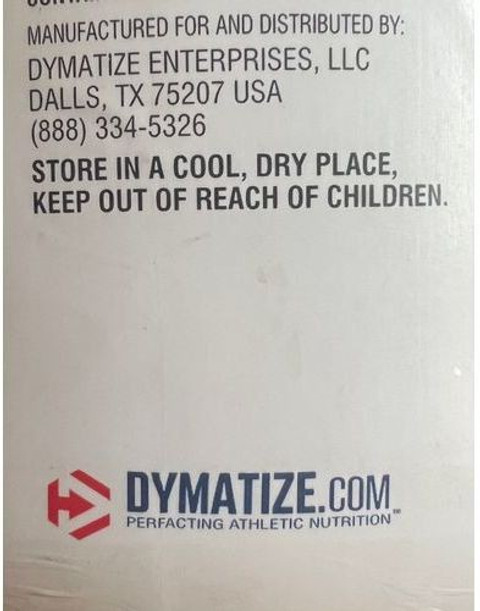 MANUFACTURED FOR AND DISTRIBUTED BY:
DYMATIZE ENTERPRISES, LLC
DALLS, TX 75207 USA
(888) 334-5326
STORE IN A COOL, DRY PLACE,
KEEP OUT OF REACH OF CHILDREN.
DYMATIZE.COM
PERFACTING ATHLETIC NUTRITION™